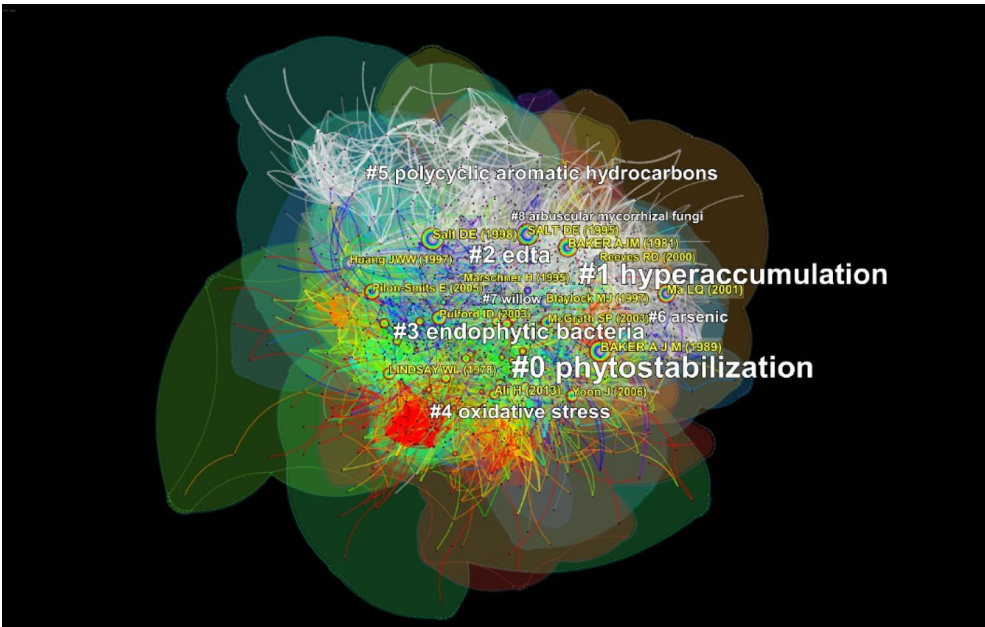 #5 polycyclic aromatic hydrocarbons
#8 arbuscular mycorrhizal fungi
Salt DE (1998)
SALT DE (1995)
BAKER AJM (1981)
#2 edta
Reeves RD (2000)
Huang JWW (1997)
#1 hyperaccumulation
Marschner H (1995)
Pilon-Smits E (2005)
Ma LQ (2001)
#7 willow
Blaylock MJ (1997)
Pulford ID (2003)
McGrath SP (2003)
#6 arsenic
#3 endophytic bacteria
BAKER A J M (1989)
#0 phytostabilization
LINDSAY WL (1978)
Ali H (2013)
Yoon J (2006)
#4 oxidative stress